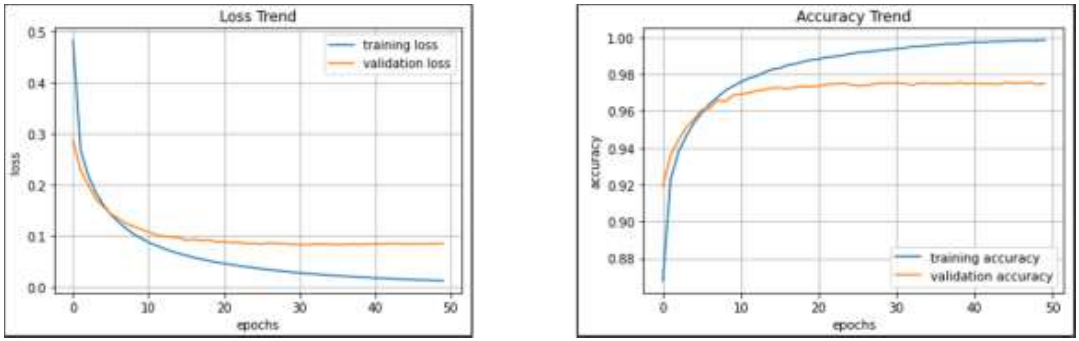 Loss Trend
0.5
0.4
0.3
0.2
0.1
0.0
loss
training loss
validation loss
0 10 20 30 40 50
epochs
Accuracy Trend
1.00
0.98
0.96
0.94
0.92
0.90
0.88
accuracy
training accuracy
validation accuracy
0 10 20 30 40 50
epochs